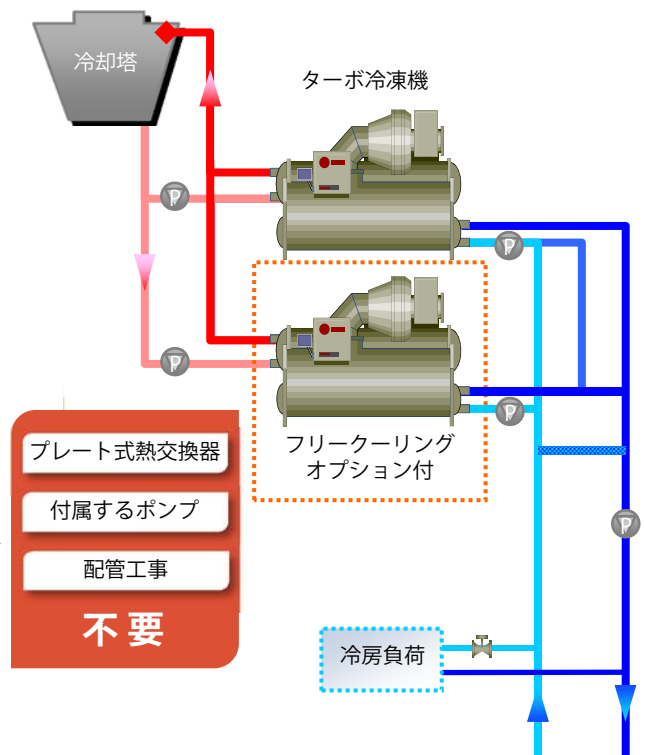 冷却塔
ターボ冷凍機
P
P
P
P
フリークーリング
オプション付
プレート式熱交換器
付属するポンプ
配管工事
不要
P
冷房負荷